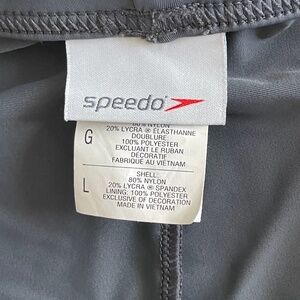 speedo
80% NYLON
G
20% LYCRA ® ELASTHANNE
DOUBLURE:
100% POLYESTER
EXCLUANT LE RUBAN
DECORATIF
FABRIQUÉ AU VIETNAM
SHELL:
80% NYLON
L
20% LYCRA ® SPANDEX
LINING: 100% POLYESTER
EXCLUSIVE OF DECORATION
MADE IN VIETNAM